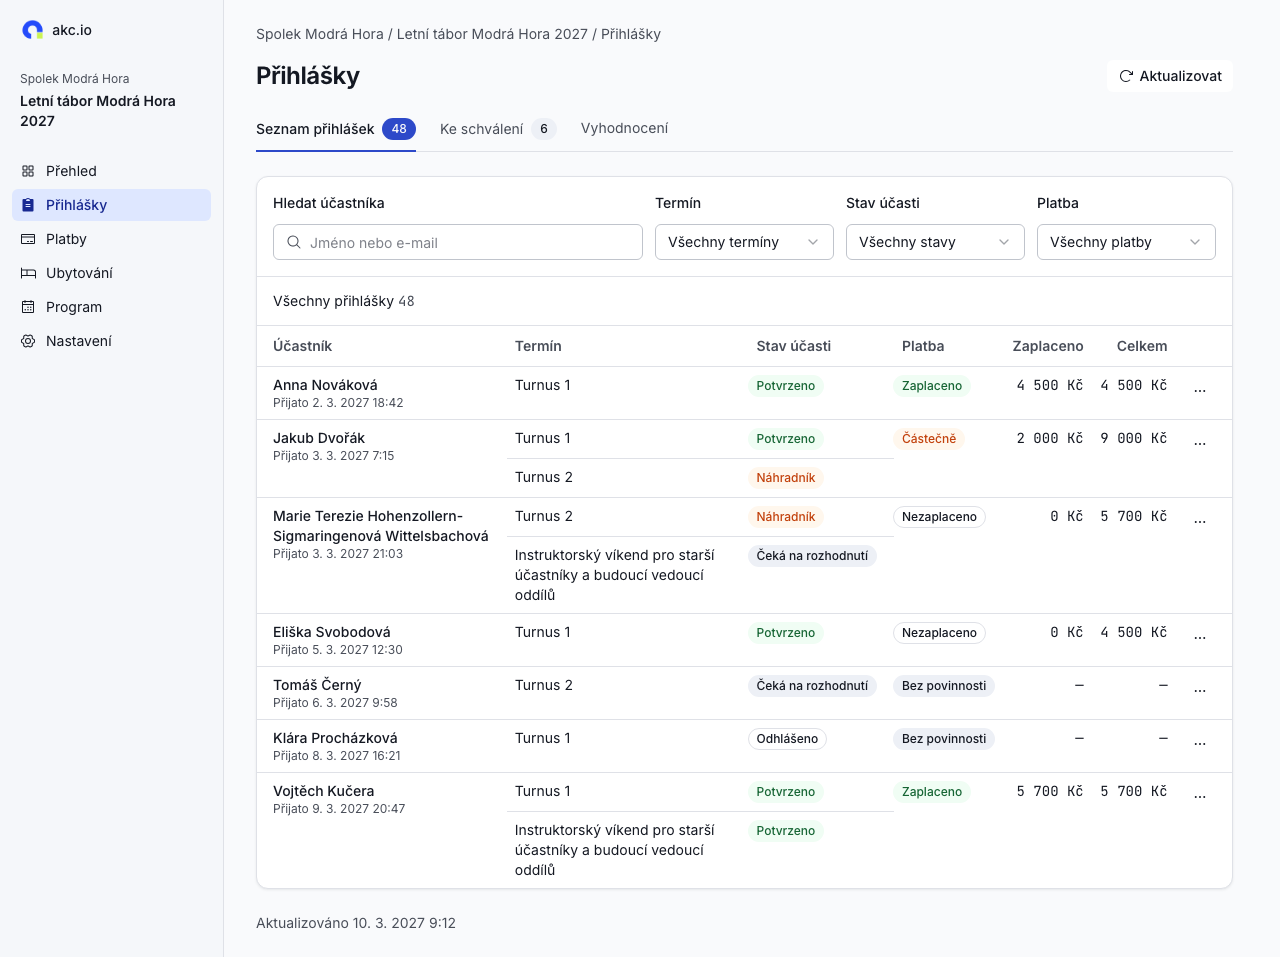 akc.io
Spolek Modrá Hora
Letní tábor Modrá Hora
2027
Přehled
Přihlášky
Platby
Ubytování
Program
Nastavení
Spolek Modrá Hora / Letní tábor Modrá Hora 2027 / Přihlášky
Přihlášky
Aktualizovat
Seznam přihlášek 48 Ke schválení 6 Vyhodnocení
Hledat účastníka Termín Stav účasti Platba
Jméno nebo e-mail Všechny termíny Všechny stavy Všechny platby
Všechny přihlášky 48
Účastník Termín Stav účasti Platba Zaplaceno Celkem
Anna Nováková Turnus 1 Potvrzeno Zaplaceno 4 500 Kč 4 500 Kč ...
Přijato 2. 3. 2027 18:42
Jakub Dvořák Turnus 1 Potvrzeno Částečně 2 000 Kč 9 000 Kč ...
Přijato 3. 3. 2027 7:15
Turnus 2 Náhradník
Marie Terezie Hohenzollern- Turnus 2 Náhradník Nezaplaceno 0 Kč 5 700 Kč ...
Sigmaringenová Wittelsbachová
Přijato 3. 3. 2027 21:03
Instruktorský víkend pro starší Čeká na rozhodnutí
účastníky a budoucí vedoucí
oddílů
Eliška Svobodová Turnus 1 Potvrzeno Nezaplaceno 0 Kč 4 500 Kč ...
Přijato 5. 3. 2027 12:30
Tomáš Černý Turnus 2 Čeká na rozhodnutí Bez povinnosti – – ...
Přijato 6. 3. 2027 9:58
Klára Procházková Turnus 1 Odhlášeno Bez povinnosti – – ...
Přijato 8. 3. 2027 16:21
Vojtěch Kučera Turnus 1 Potvrzeno Zaplaceno 5 700 Kč 5 700 Kč ...
Přijato 9. 3. 2027 20:47
Instruktorský víkend pro starší Potvrzeno
účastníky a budoucí vedoucí
oddílů
Aktualizováno 10. 3. 2027 9:12